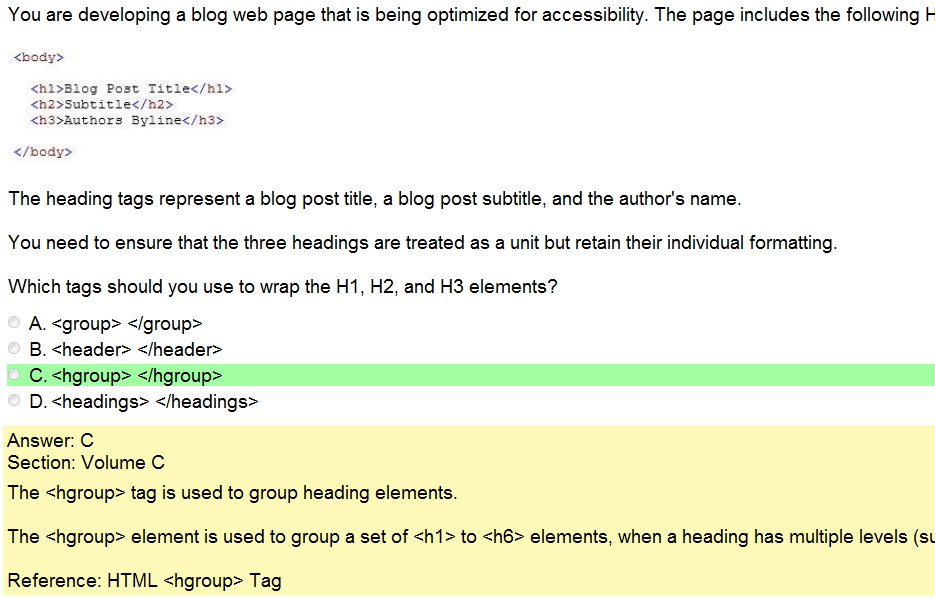 You are developing a blog web page that is being optimized for accessibility. The page includes the following H
<body>
<h1>Blog Post Title</h1>
<h2>Subtitle</h2>
<h3>Authors Byline</h3>
</body>
The heading tags represent a blog post title, a blog post subtitle, and the author's name.
You need to ensure that the three headings are treated as a unit but retain their individual formatting.
Which tags should you use to wrap the H1, H2, and H3 elements?
A. <group> </group>
B. <header> </header>
C. <hgroup> </hgroup>
D. <headings> </headings>
Answer: C
Section: Volume C
The <hgroup> tag is used to group heading elements.
The <hgroup> element is used to group a set of <h1> to <h6> elements, when a heading has multiple levels (su
Reference: HTML <hgroup> Tag